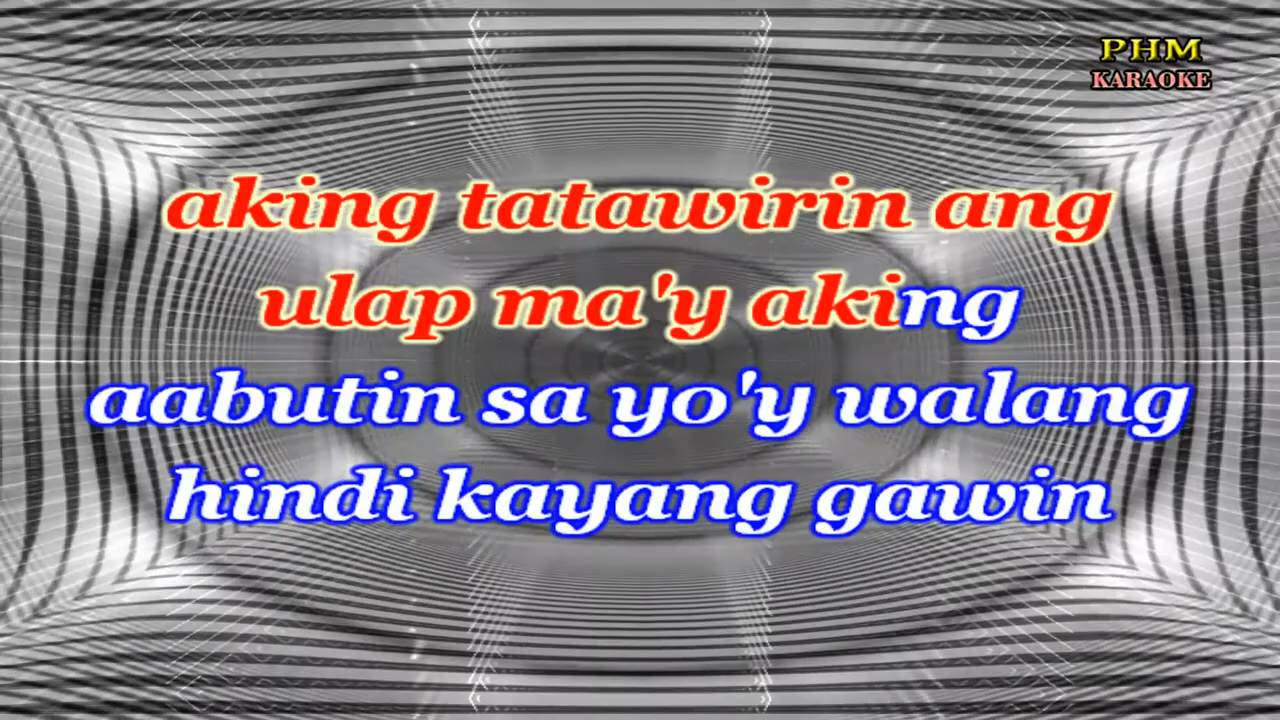 PHM
KARAOKE
aking tatawirin ang
ulap ma'y aking
aabutin sa yo'y walang
hindi kayang gawin